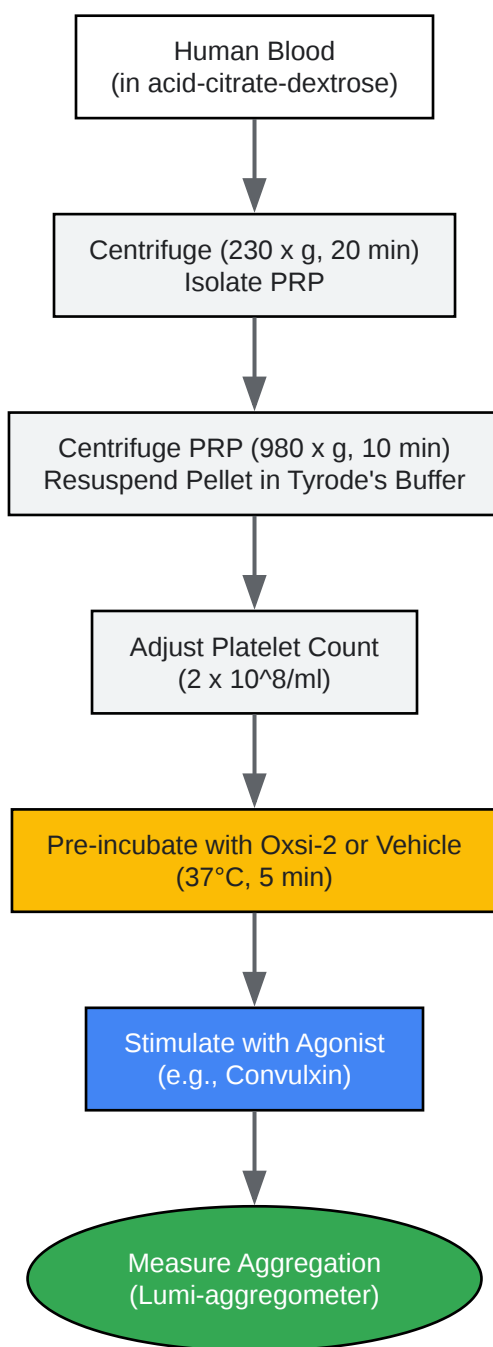 Human Blood
(in acid-citrate-dextrose)
Centrifuge (230 x g, 20 min)
Isolate PRP
Centrifuge PRP (980 x g, 10 min)
Resuspend Pellet in Tyrode's Buffer
Adjust Platelet Count
(2 x 10^8/ml)
Pre-incubate with Oxsi-2 or Vehicle
(37°C, 5 min)
Stimulate with Agonist
(e.g., Convulxin)
Measure Aggregation
(Lumi-aggregometer)